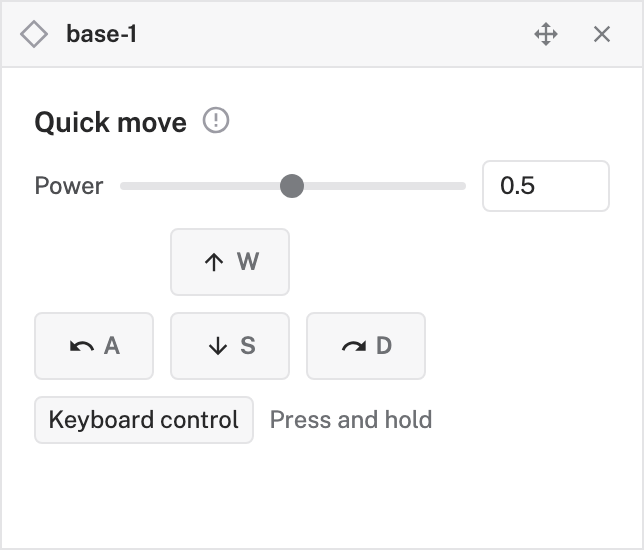 base-1
Quick move
Power 0.5
W
A S D
Keyboard control Press and hold